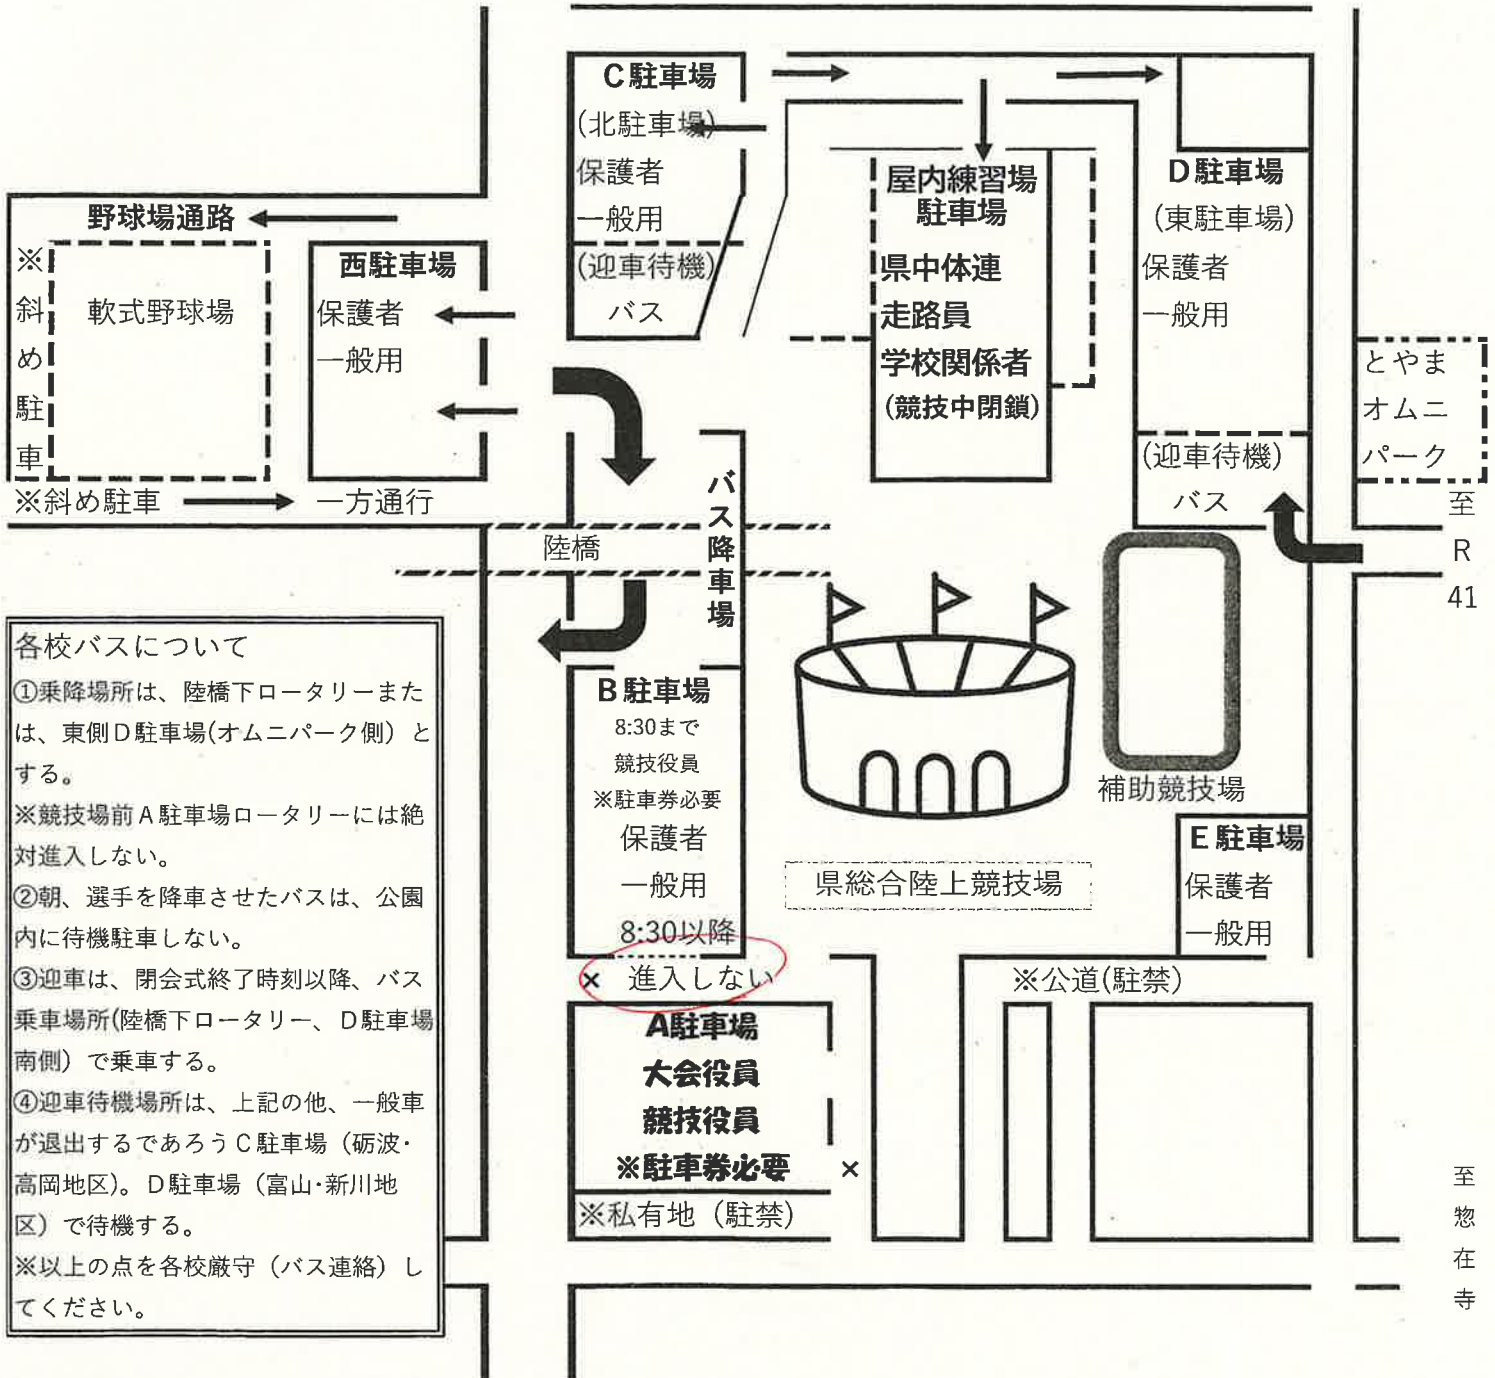 C駐車場
(北駐車場)
保護者
一般用
(迎車待機)
バス
屋内練習場
駐車場
県中体連
走路員
学校関係者
(競技中閉鎖)
D駐車場
(東駐車場)
保護者
一般用
(迎車待機)
バス
野球場通路
※斜め駐車
軟式野球場
西駐車場
保護者
一般用
※斜め駐車
一方通行
とやま
オムニ
パーク
至R41
陸橋
バス降車場
B駐車場
8:30まで
競技役員
※駐車券必要
保護者
一般用
8:30以降
× 進入しない
補助競技場
県総合陸上競技場
E駐車場
保護者
一般用
※公道(駐禁)
A駐車場
大会役員
競技役員
※駐車券必要
×
※私有地（駐禁）
至惣在寺
各校バスについて
①乗降場所は、陸橋下ロータリーまた
は、東側D駐車場(オムニパーク側）と
する。
※競技場前A駐車場ロータリーには絶
対進入しない。
②朝、選手を降車させたバスは、公園
内に待機駐車しない。
③迎車は、閉会式終了時刻以降、バス
乗車場所(陸橋下ロータリー、D駐車場
南側）で乗車する。
④迎車待機場所は、上記の他、一般車
が退出するであろうC駐車場（砺波・
高岡地区)。D駐車場（富山・新川地
区）で待機する。
※以上の点を各校厳守（バス連絡）し
てください。